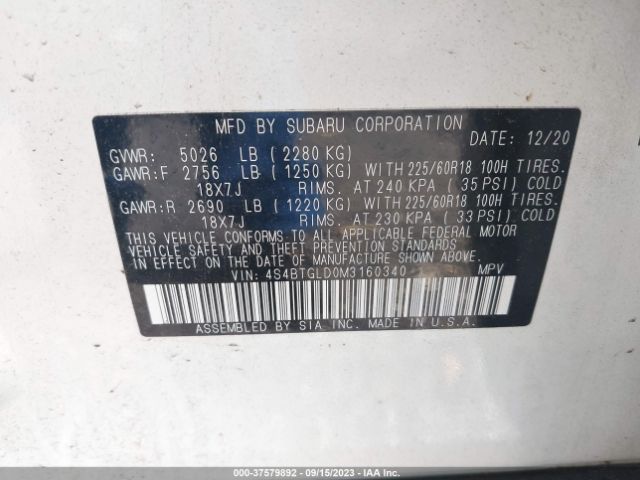 MFD BY SUBARU CORPORATION
DATE: 12/20
GVWR: 5026 LB (2280 KG)
GAWR:F 2756 LB (1250 KG) WITH 225/60R18 100H TIRES.
18X7J RIMS. AT 240 KPA (35 PSI) COLD
GAWR:R 2690 LB (1220 KG) WITH 225/60R18 100H TIRES.
18X7J RIMS. AT 230 KPA (33 PSI) COLD
THIS VEHICLE CONFORMS TO ALL APPLICABLE FEDERAL MOTOR
VEHICLE SAFETY, BUMPER, AND THEFT PREVENTION STANDARDS
IN EFFECT ON THE DATE OF MANUFACTURE SHOWN ABOVE.
VIN: 4S4BTGLD0M3160340 MPV
ASSEMBLED BY SIA INC. MADE IN U.S.A.
000-37579892 - 09/15/2023 - IAAI.COM